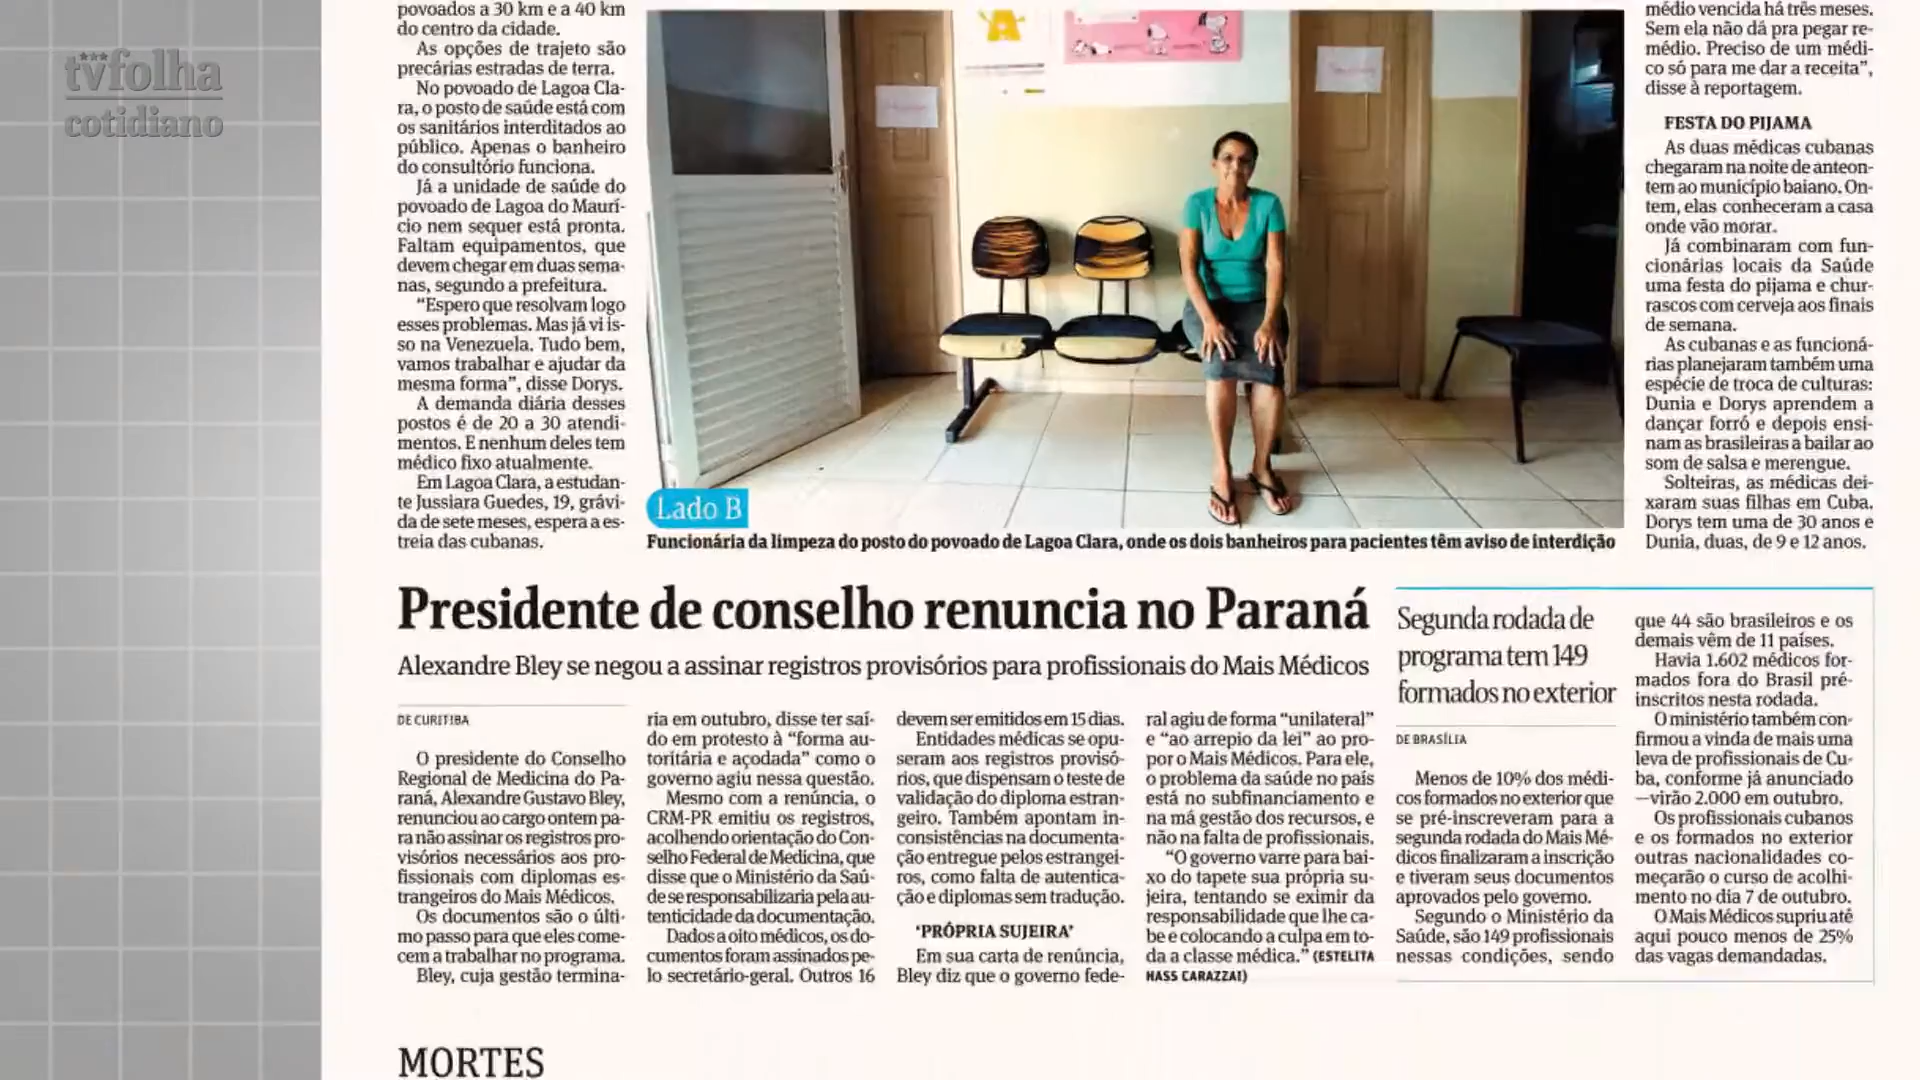 tvfolha
cotidiano
povoados a 30 km e a 40 km
do centro da cidade.
As opções de trajeto são
precárias estradas de terra.
No povoado de Lagoa Cla-
ra, o posto de saúde está com
os sanitários interditados ao
público. Apenas o banheiro
do consultório funciona.
Já a unidade de saúde do
povoado de Lagoa do Maurí-
cio nem sequer está pronta.
Faltam equipamentos, que
devem chegar em duas sema-
nas, segundo a prefeitura.
“Espero que resolvam logo
esses problemas. Mas já vi is-
so na Venezuela. Tudo bem,
vamos trabalhar e ajudar da
mesma forma”, disse Dorys.
A demanda diária desses
postos é de 20 a 30 atendi-
mentos. E nenhum deles tem
médico fixo atualmente.
Em Lagoa Clara, a estudan-
te Jussiara Guedes, 19, grávi-
da de sete meses, espera a es-
treia das cubanas.
Lado B
Funcionária da limpeza do posto do povoado de Lagoa Clara, onde os dois banheiros para pacientes têm aviso de interdição
médio vencida há três meses.
Sem ela não dá pra pegar re-
médio. Preciso de um médi-
co só para me dar a receita”,
disse à reportagem.
FESTA DO PIJAMA
As duas médicas cubanas
chegaram na noite de anteon-
tem ao município baiano. On-
tem, elas conheceram a casa
onde vão morar.
Já combinaram com fun-
cionárias locais da Saúde
uma festa do pijama e chur-
rascos com cerveja aos finais
de semana.
As cubanas e as funcioná-
rias planejaram também uma
espécie de troca de culturas:
Dunia e Dorys aprendem a
dançar forró e depois ensi-
nam as brasileiras a bailar ao
som de salsa e merengue.
Solteiras, as médicas dei-
xaram suas filhas em Cuba.
Dorys tem uma de 30 anos e
Dunia, duas, de 9 e 12 anos.
Presidente de conselho renuncia no Paraná
Alexandre Bley se negou a assinar registros provisórios para profissionais do Mais Médicos
DE CURITIBA
O presidente do Conselho
Regional de Medicina do Pa-
raná, Alexandre Gustavo Bley,
renunciou ao cargo ontem pa-
ra não assinar os registros pro-
visórios necessários aos pro-
fissionais com diplomas es-
trangeiros do Mais Médicos.
Os documentos são o últi-
mo passo para que eles come-
cem a trabalhar no programa.
Bley, cuja gestão termina-
ria em outubro, disse ter saí-
do em protesto à “forma au-
toritária e açodada” como o
governo agiu nessa questão.
Mesmo com a renúncia, o
CRM-PR emitiu os registros,
acolhendo orientação do Con-
selho Federal de Medicina, que
disse que o Ministério da Saú-
de se responsabilizaria pela au-
tenticidade da documentação.
Dados a oito médicos, os do-
cumentos foram assinados pe-
lo secretário-geral. Outros 16
devem ser emitidos em 15 dias.
Entidades médicas se opu-
seram aos registros provisó-
rios, que dispensam o teste de
validação do diploma estran-
geiro. Também apontam in-
consistências na documenta-
ção entregue pelos estrangei-
ros, como falta de autentica-
ção e diplomas sem tradução.
‘PRÓPRIA SUJEIRA’
Em sua carta de renúncia,
Bley diz que o governo fede-
ral agiu de forma “unilateral”
e “ao arrepio da lei” ao pro-
por o Mais Médicos. Para ele,
o problema da saúde no país
está no subfinanciamento e
na má gestão dos recursos, e
não na falta de profissionais.
“O governo varre para bai-
xo do tapete sua própria su-
jeira, tentando se eximir da
responsabilidade que lhe ca-
be e colocando a culpa em to-
da a classe médica.” (ESTELITA
HASS CARAZZAI)
Segunda rodada de
programa tem 149
formados no exterior
DE BRASÍLIA
Menos de 10% dos médi-
cos formados no exterior que
se pré-inscreveram para a
segunda rodada do Mais Mé-
dicos finalizaram a inscrição
e tiveram seus documentos
aprovados pelo governo.
Segundo o Ministério da
Saúde, são 149 profissionais
nessas condições, sendo
que 44 são brasileiros e os
demais vêm de 11 países.
Havia 1.602 médicos for-
mados fora do Brasil pré-
inscritos nesta rodada.
O ministério também con-
firmou a vinda de mais uma
leva de profissionais de Cu-
ba, conforme já anunciado
—virão 2.000 em outubro.
Os profissionais cubanos
e os formados no exterior
outras nacionalidades co-
meçarão o curso de acolhi-
mento no dia 7 de outubro.
O Mais Médicos supriu até
aqui pouco menos de 25%
das vagas demandadas.
MORTES